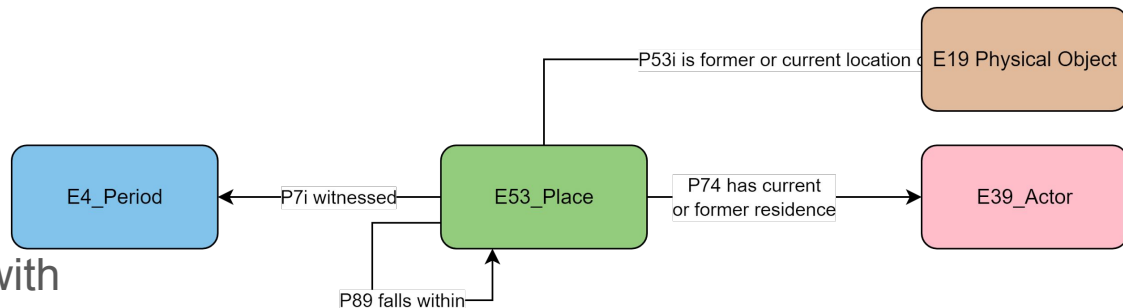 P53i is former or current location
E19 Physical Object
E4_Period
P7i witnessed
E53_Place
P74 has current
or former residence
E39_Actor
with
P89 falls within